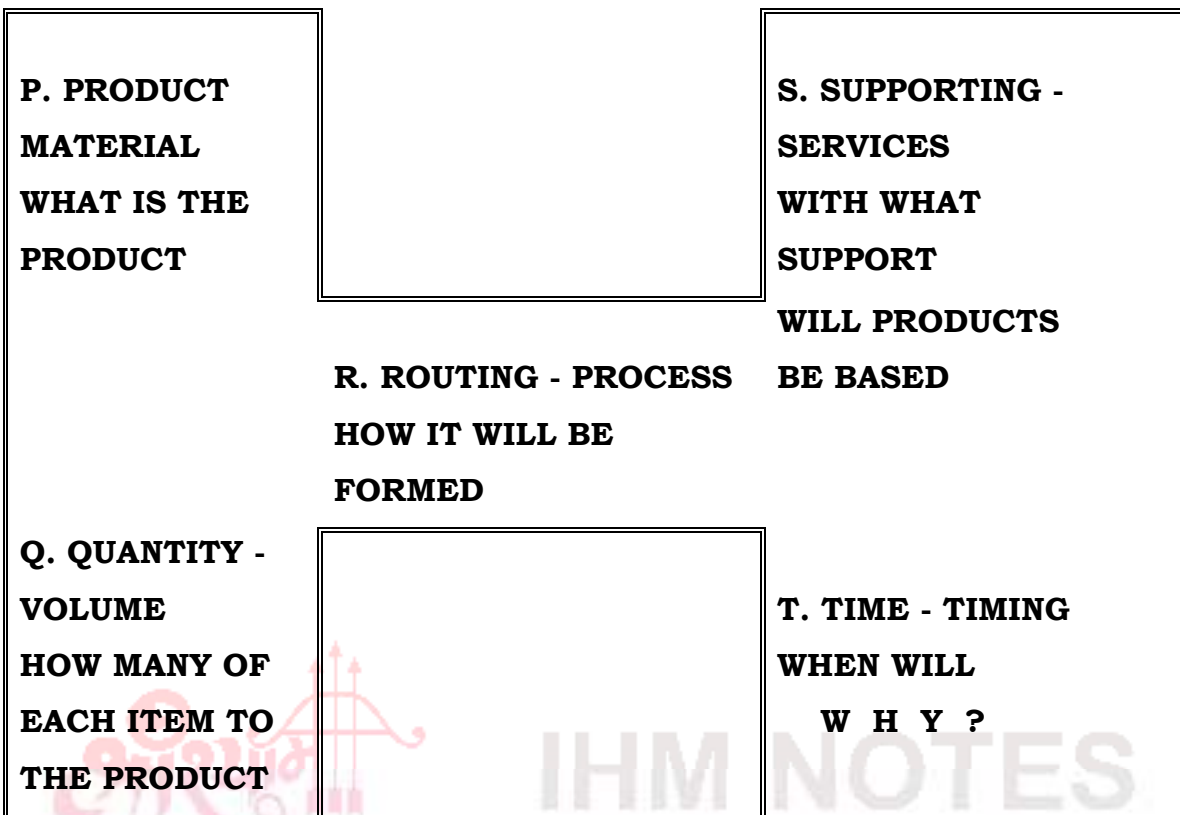 P. PRODUCT
MATERIAL
WHAT IS THE
PRODUCT
Q. QUANTITY -
VOLUME
HOW MANY OF
EACH ITEM TO
THE PRODUCT
R. ROUTING - PROCESS
HOW IT WILL BE
FORMED
S. SUPPORTING -
SERVICES
WITH WHAT
SUPPORT
WILL PRODUCTS
BE BASED
T. TIME - TIMING
WHEN WILL
W H Y ?
IHM NOTES